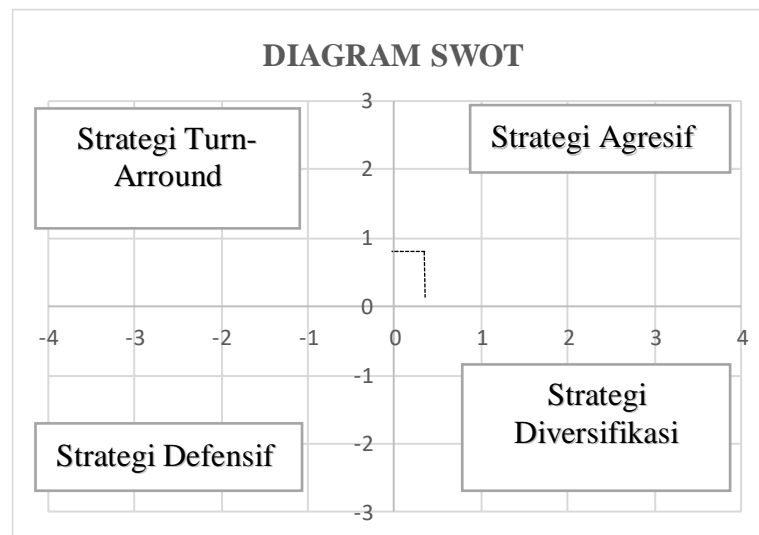 DIAGRAM SWOT
Strategi Turn-
Arround
Strategi Agresif
3
2
1
0
-4 -3 -2 -1 0 1 2 3 4
-1
-2
-3
Strategi
Diversifikasi
Strategi Defensif